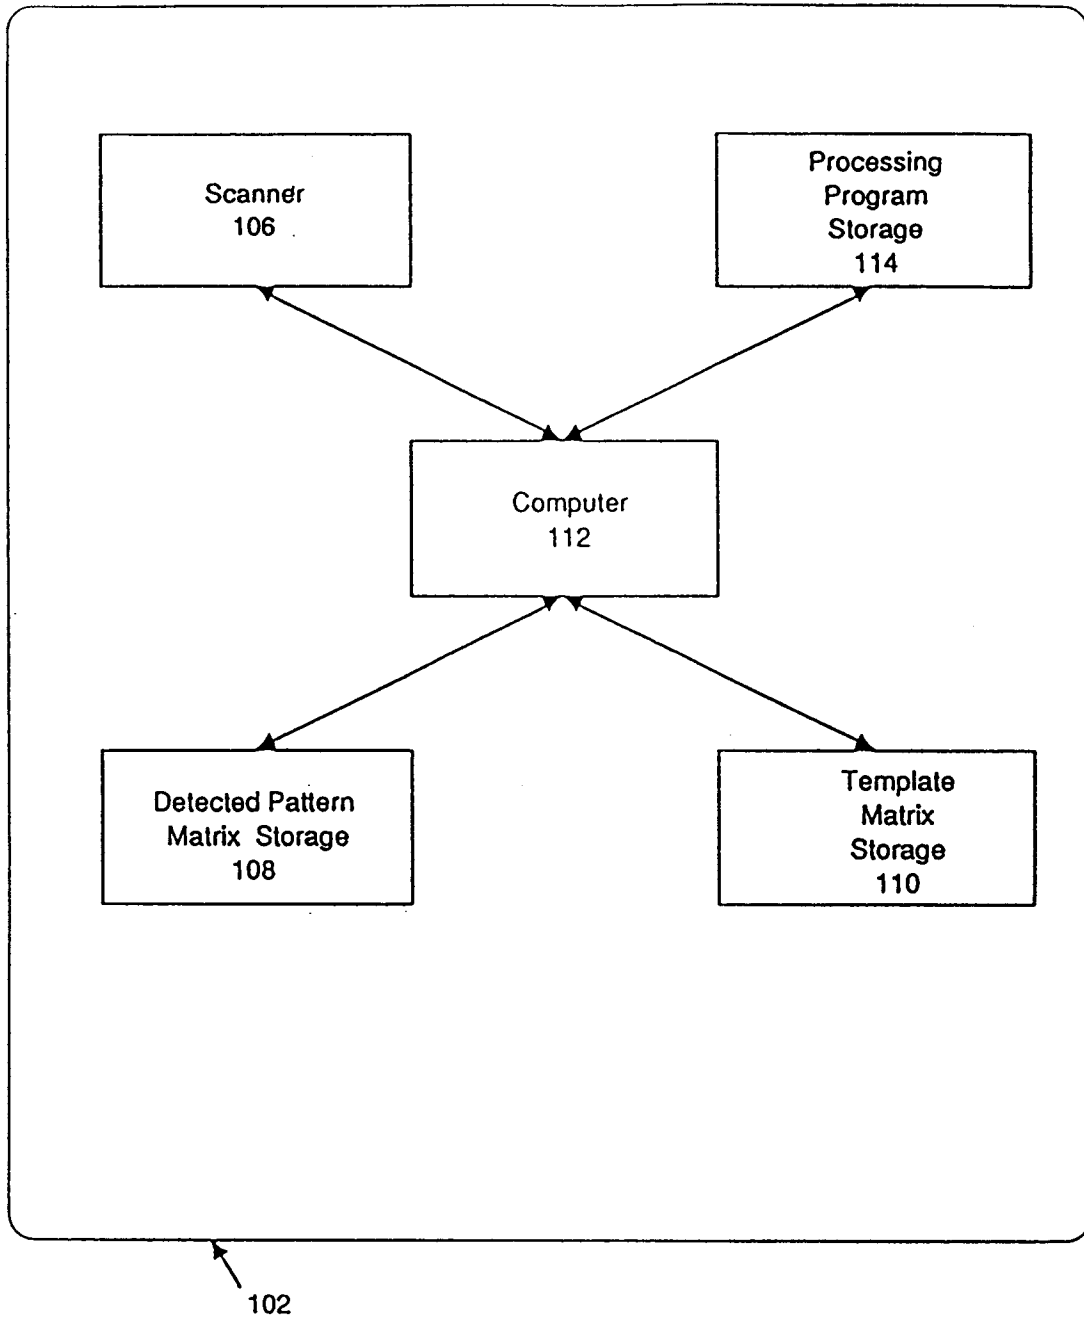 Scanner
106
Processing
Program
Storage
114
Computer
112
Detected Pattern
Matrix Storage
108
Template
Matrix
Storage
110
102